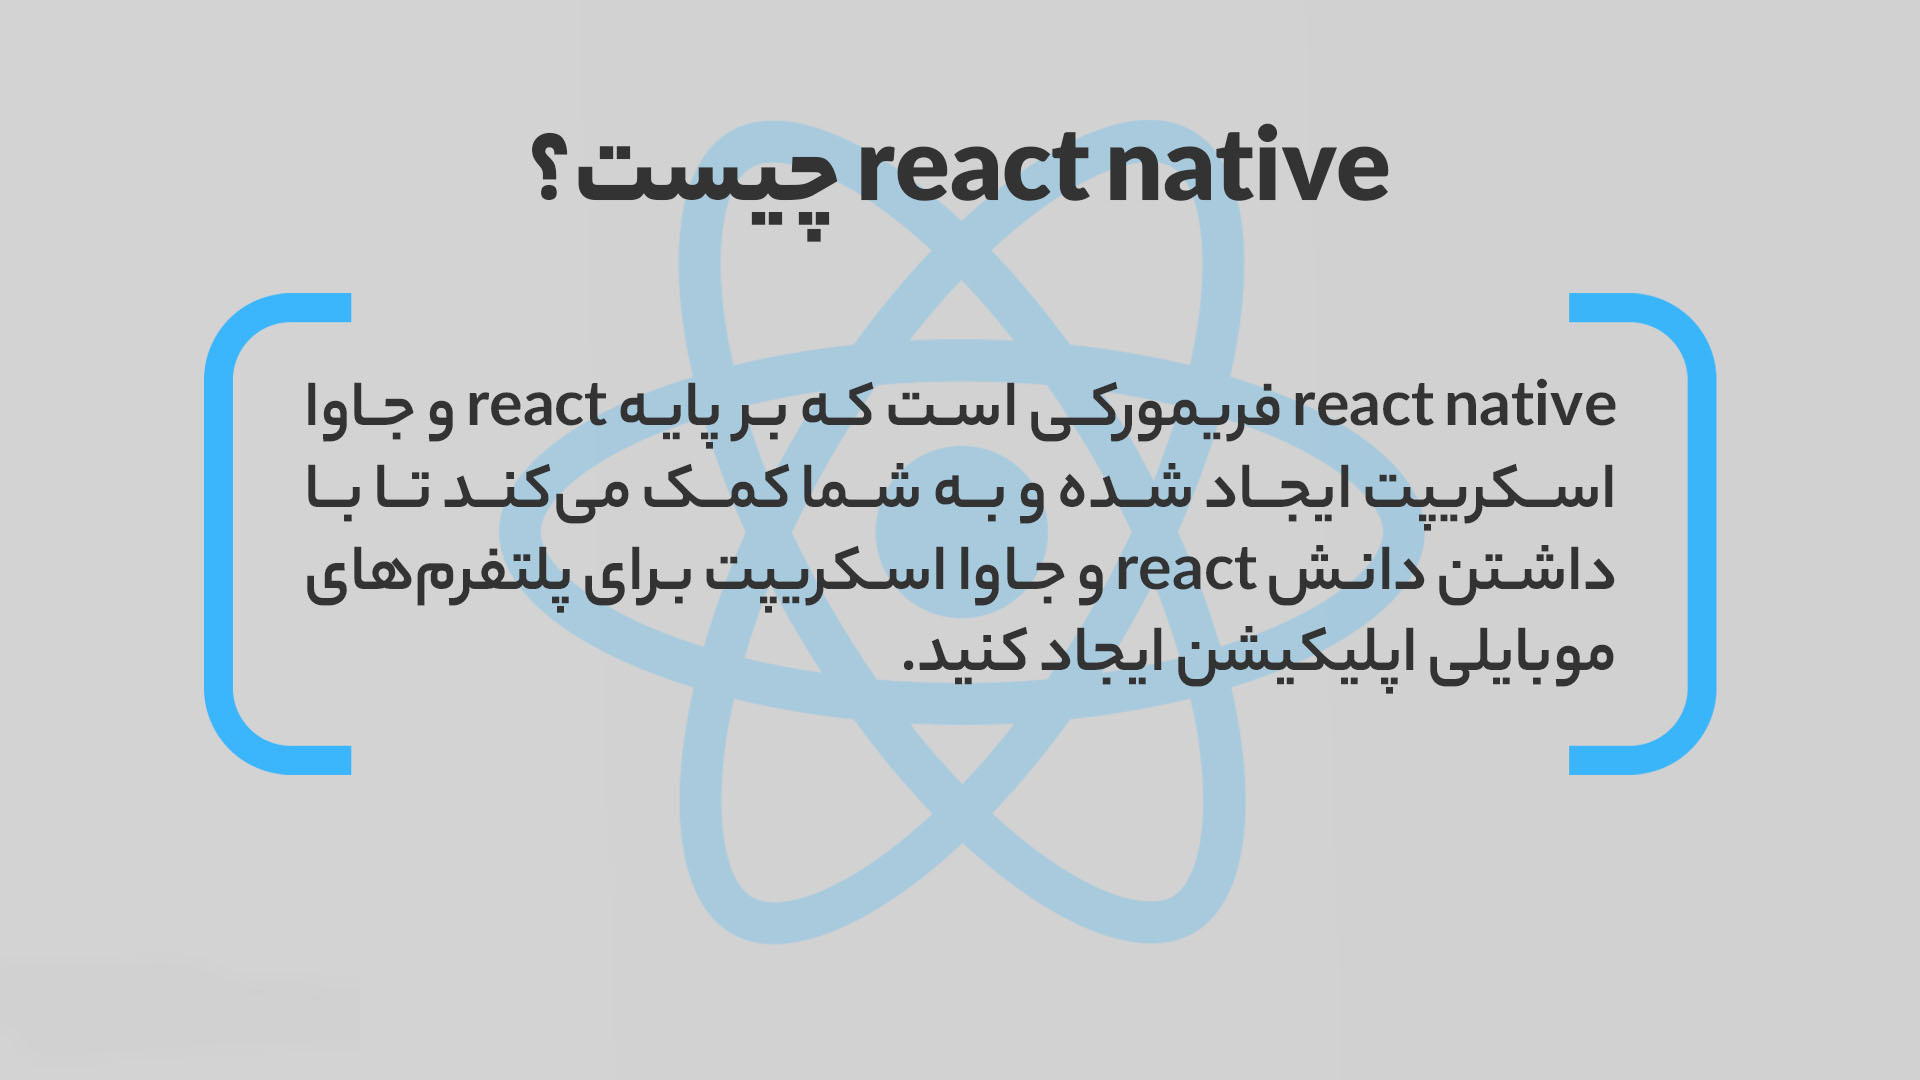 react native چیست؟
react native فریمورکی است که بر پایه react و جاوا
اسکریپت ایجاد شده و به شما کمک می‌کند تا با
داشتن دانش react و جاوا اسکریپت برای پلتفرم‌های
موبایلی اپلیکیشن ایجاد کنید.